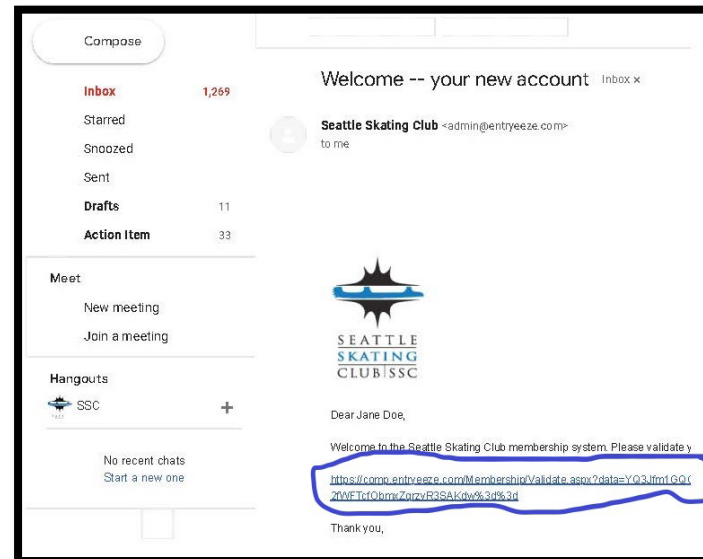 Compose
Inbox 1,269
Starred
Snoozed
Sent
Drafts 11
Action Item 33
Meet
New meeting
Join a meeting
Hangouts
SSC +
No recent chats
Start a new one
Welcome -- your new account Inbox x
Seattle Skating Club <admin@entryeeze.com>
to me
SEATTLE
SKATING
CLUB SSC
Dear Jane Doe,
Welcome to the Seattle Skating Club membership system. Please validate y
https://comp.entryeeze.com/Membership/Validate.aspx?data=YQ3Jfm1GQ
Thank you,